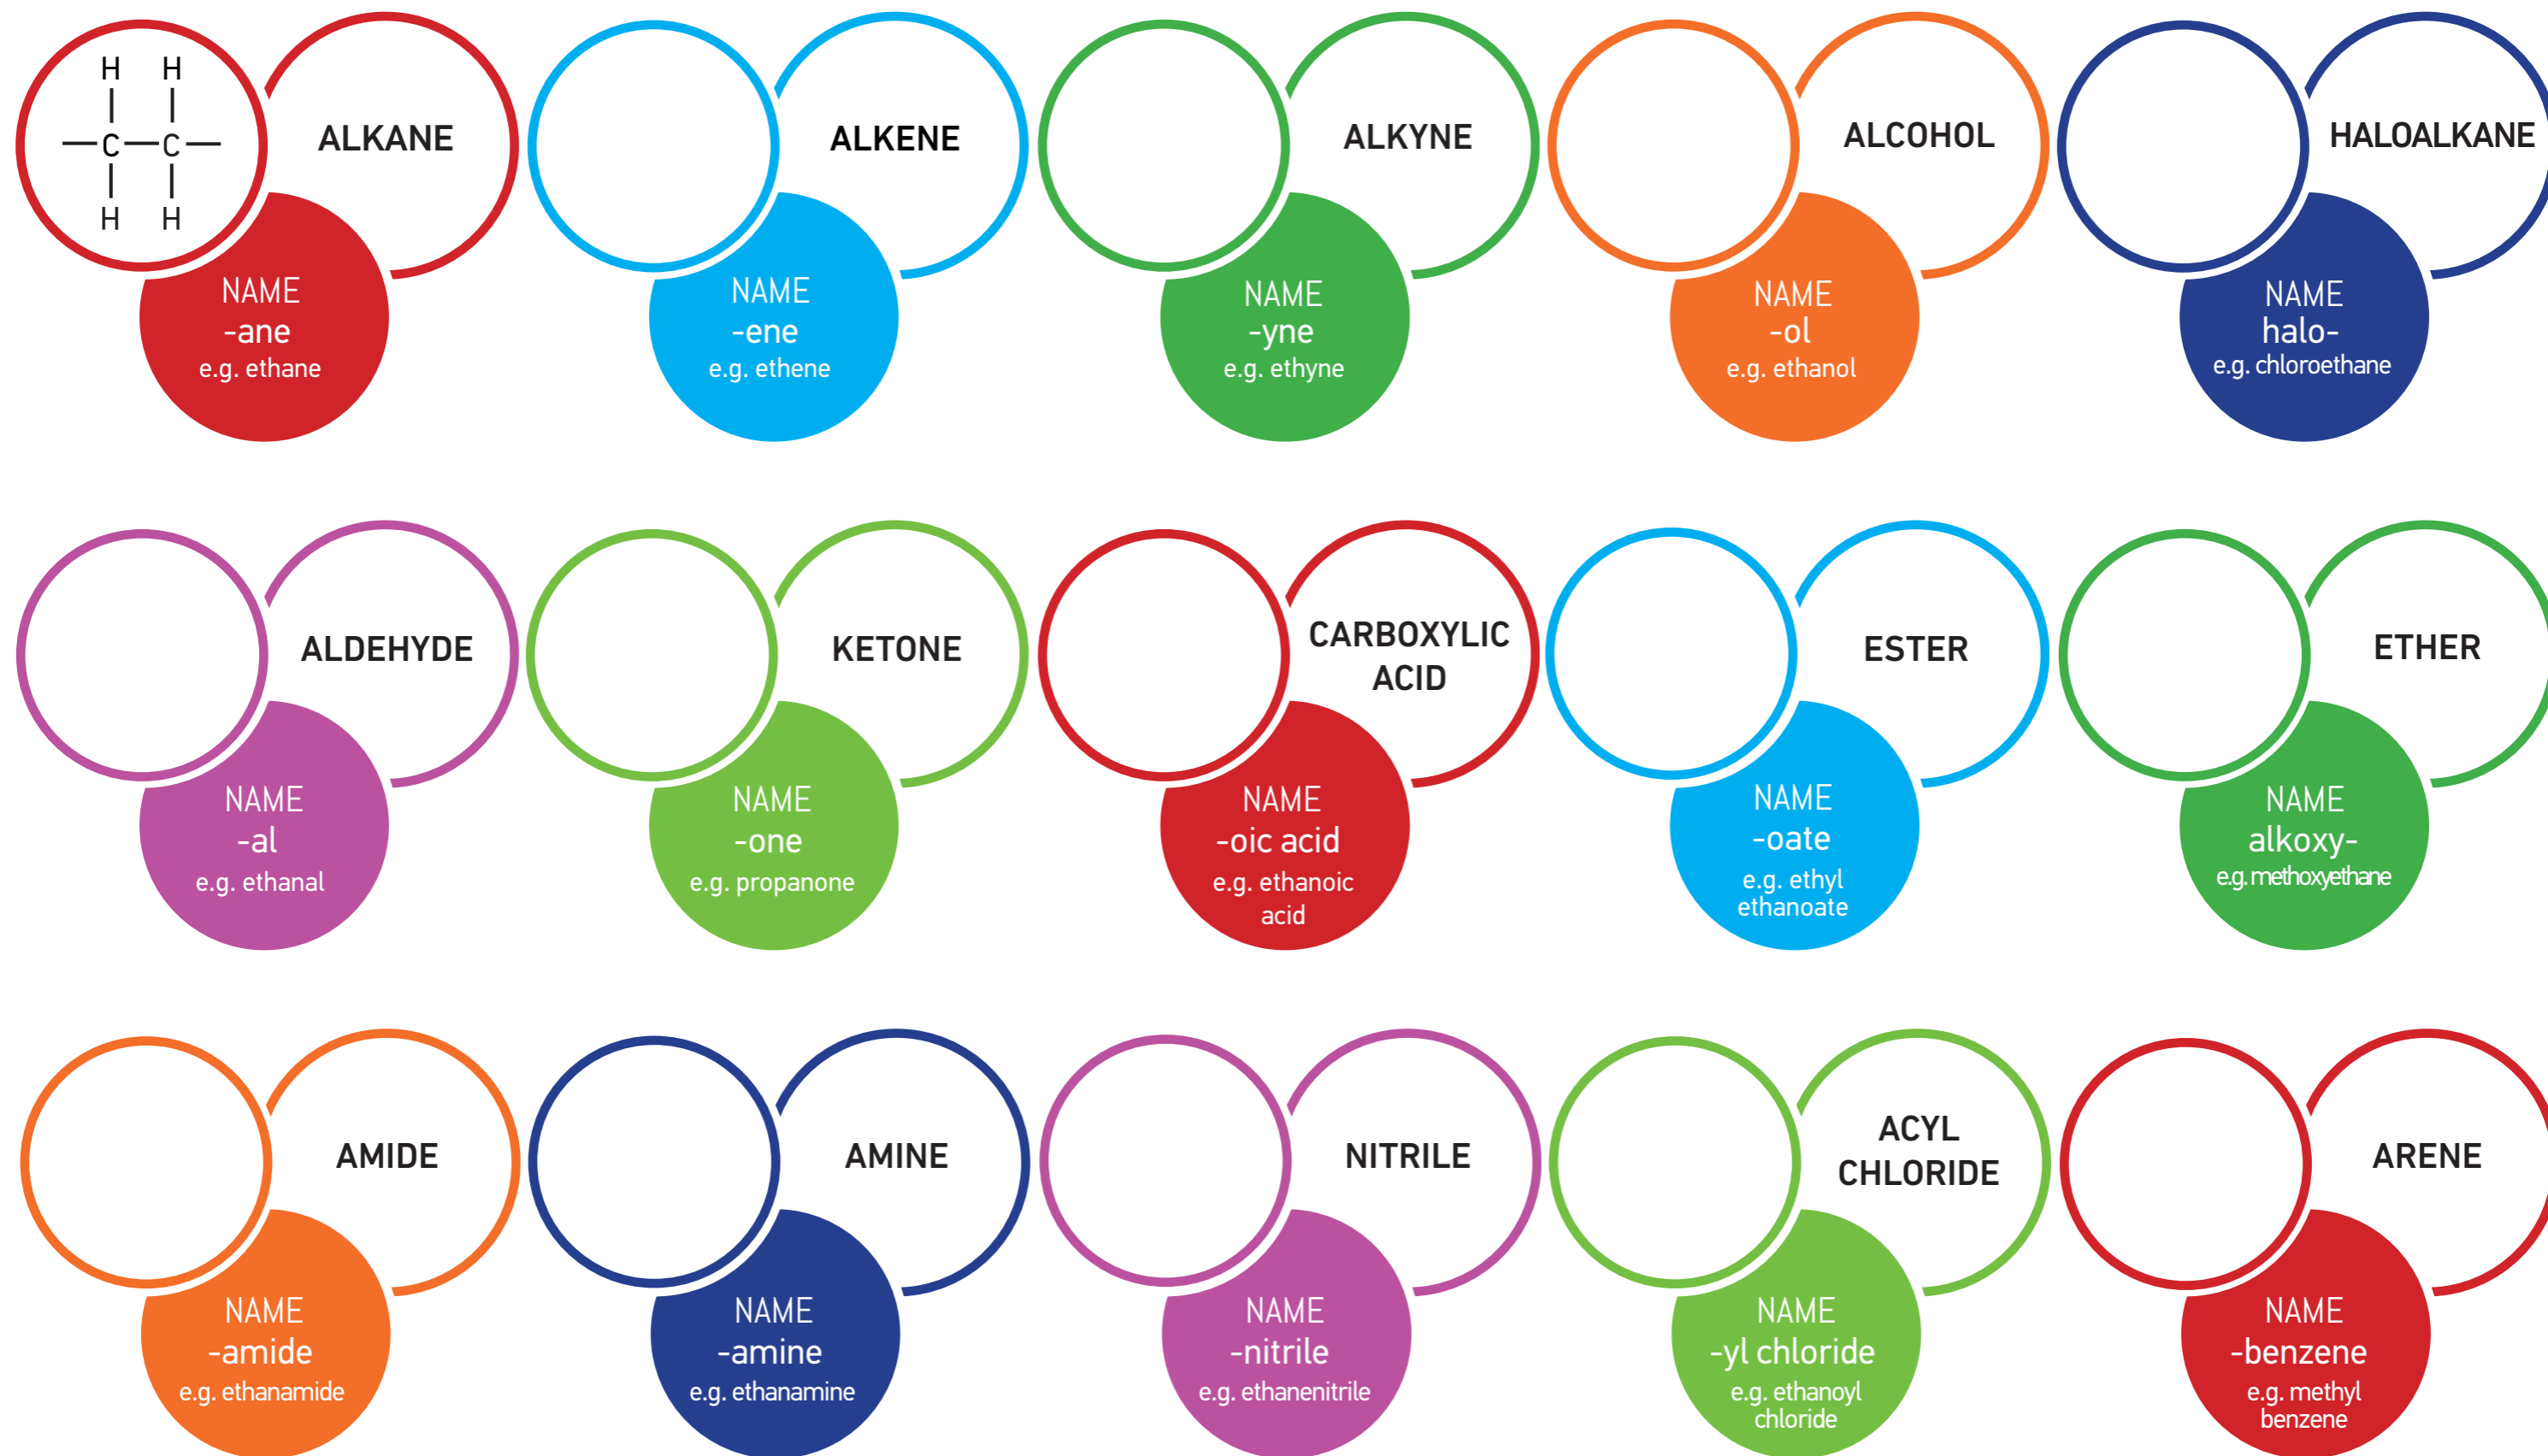 H H
C C
H H
ALKANE
NAME
-ane
e.g. ethane
ALKENE
NAME
-ene
e.g. ethene
ALKYNE
NAME
-yne
e.g. ethyne
ALCOHOL
NAME
-ol
e.g. ethanol
HALOALKANE
NAME
halo-
e.g. chloroethane
ALDEHYDE
NAME
-al
e.g. ethanal
KETONE
NAME
-one
e.g. propanone
CARBOXYLIC
ACID
NAME
-oic acid
e.g. ethanoic
acid
ESTER
NAME
-oate
e.g. ethyl
ethanoate
ETHER
NAME
alkoxy-
e.g. methoxyethane
AMIDE
NAME
-amide
e.g. ethanamide
AMINE
NAME
-amine
e.g. ethanamine
NITRILE
NAME
-nitrile
e.g. ethanenitrile
ACYL
CHLORIDE
NAME
-yl chloride
e.g. ethanoyl
chloride
ARENE
NAME
-benzene
e.g. methyl
benzene